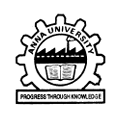 ANNA UNIVERSITY
PROGRESS THROUGH KNOWLEDGE